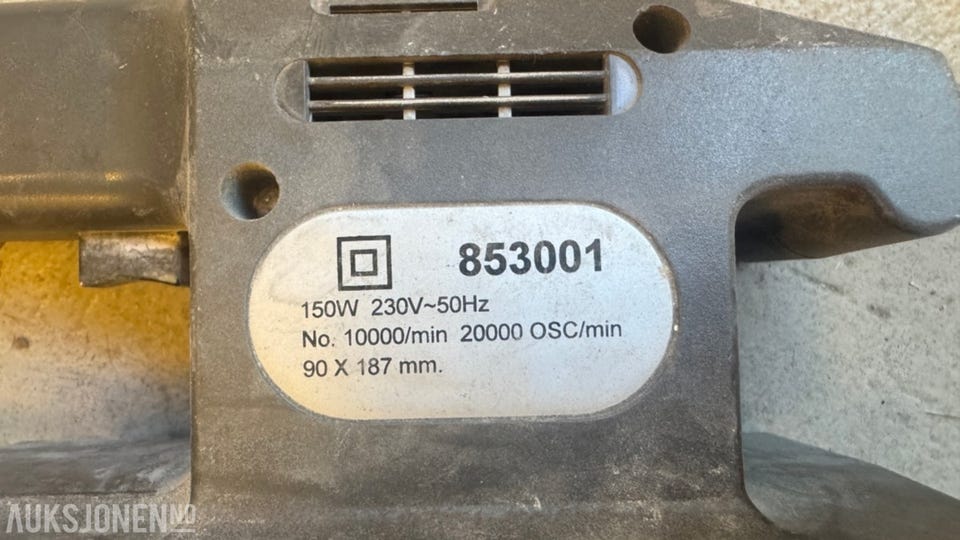 853001
150W 230V~50Hz
No. 10000/min 20000 OSC/min
90 X 187 mm.
AUKSJONEN NO